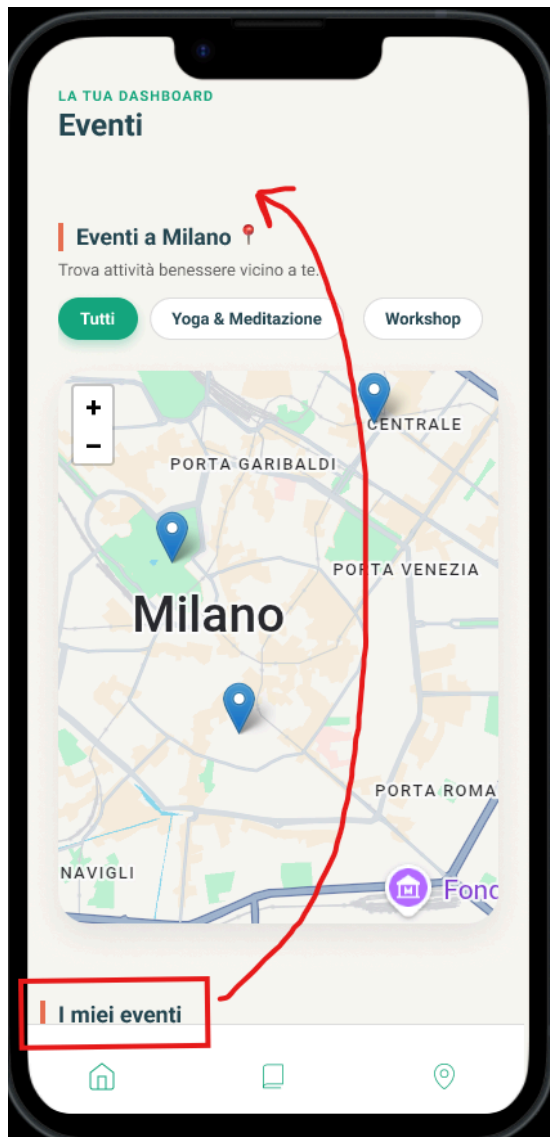 LA TUA DASHBOARD
Eventi
Eventi a Milano
Trova attività benessere vicino a te.
Tutti
Yoga & Meditazione
Workshop
+
−
CENTRALE
PORTA GARIBALDI
PORTA VENEZIA
Milano
PORTA ROMA
NAVIGLI
Fond
I miei eventi